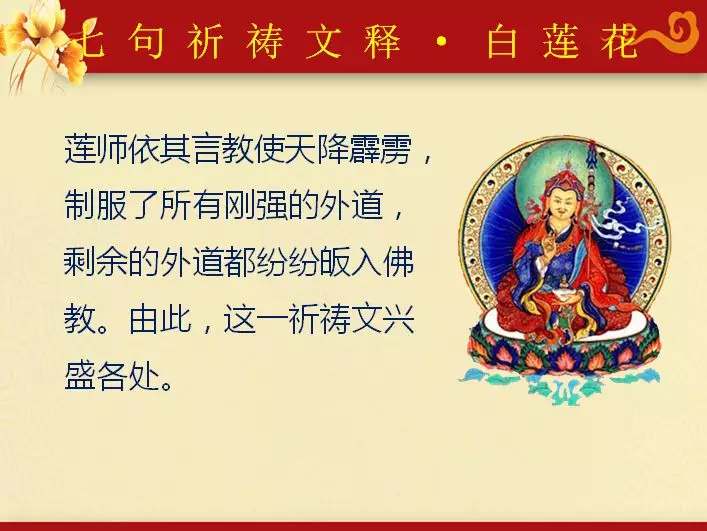 七句祈祷文释·白莲花
莲师依其言教使天降霹雳，
制服了所有刚强的外道，
剩余的外道都纷纷皈入佛
教。由此，这一祈祷文兴
盛各处。